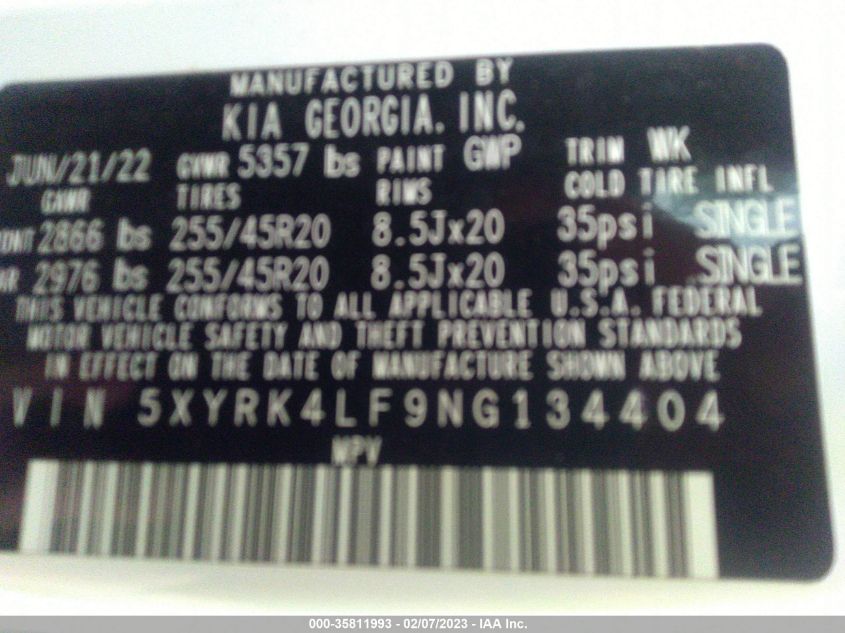 MANUFACTURED BY
KIA GEORGIA. INC.
JUN/21/22 GVWR 5357 lbs PAINT GWP TRIM WK
GAWR TIRES RIMS COLD TIRE INFL
2866 lbs 255/45R20 8.5Jx20 35psi SINGLE
2976 lbs 255/45R20 8.5Jx20 35psi SINGLE
THIS VEHICLE CONFORMS TO ALL APPLICABLE U.S.A. FEDERAL
MOTOR VEHICLE SAFETY AND THEFT PREVENTION STANDARDS
IN EFFECT ON THE DATE OF MANUFACTURE SHOWN ABOVE
VIN 5XYRK4LF9NG134404
MPV
000-35811993 - 02/07/2023 - IAA Inc.